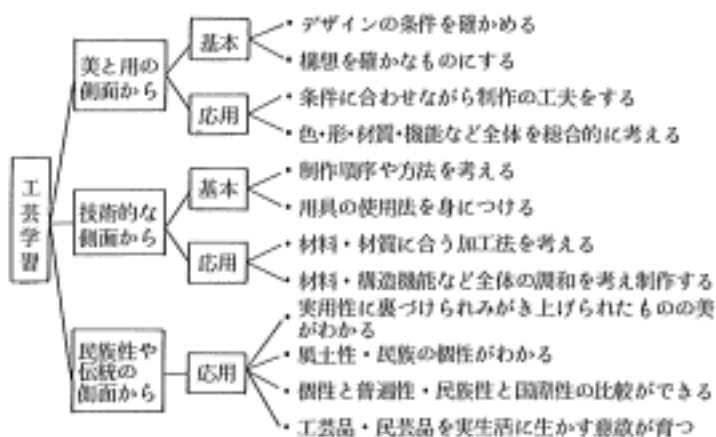 工芸学習
美と用の
側面から
基本
・デザインの条件を確かめる
・構想を確かなものにする
応用
・条件に合わせながら制作の工夫をする
・色・形・材質・機能など全体を総合的に考える
技術的な
側面から
基本
・制作順序や方法を考える
・用具の使用法を身につける
応用
・材料・材質に合う加工法を考える
・材料・構造機能など全体の調和を考え制作する
民族性や
伝統の
側面から
応用
・実用性に裏づけられみがき上げられたものの美
がわかる
・風土性・民族の個性がわかる
・個性と普遍性・民族性と国際性の比較ができる
・工芸品・民芸品を実生活に生かす意欲が育つ